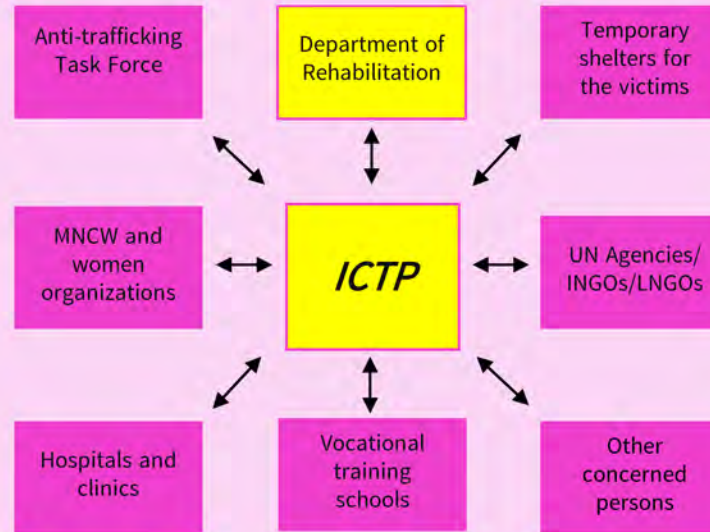 Anti-trafficking
Task Force
Department of
Rehabilitation
Temporary
shelters for
the victims
MNCW and
women
organizations
ICTP
UN Agencies/
INGOs/LNGOs
Hospitals and
clinics
Vocational
training
schools
Other
concerned
persons